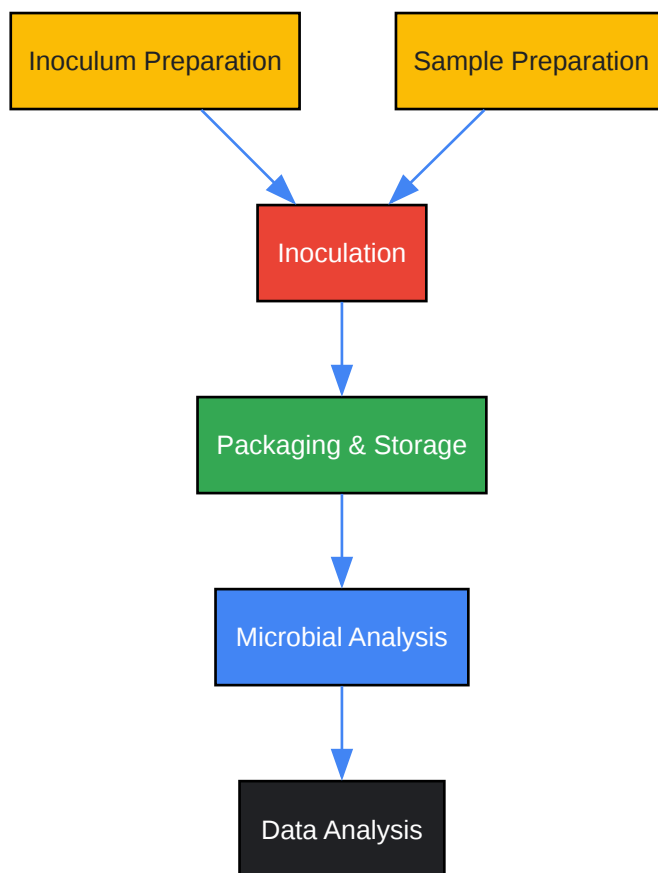 Inoculum Preparation
Sample Preparation
Inoculation
Packaging & Storage
Microbial Analysis
Data Analysis